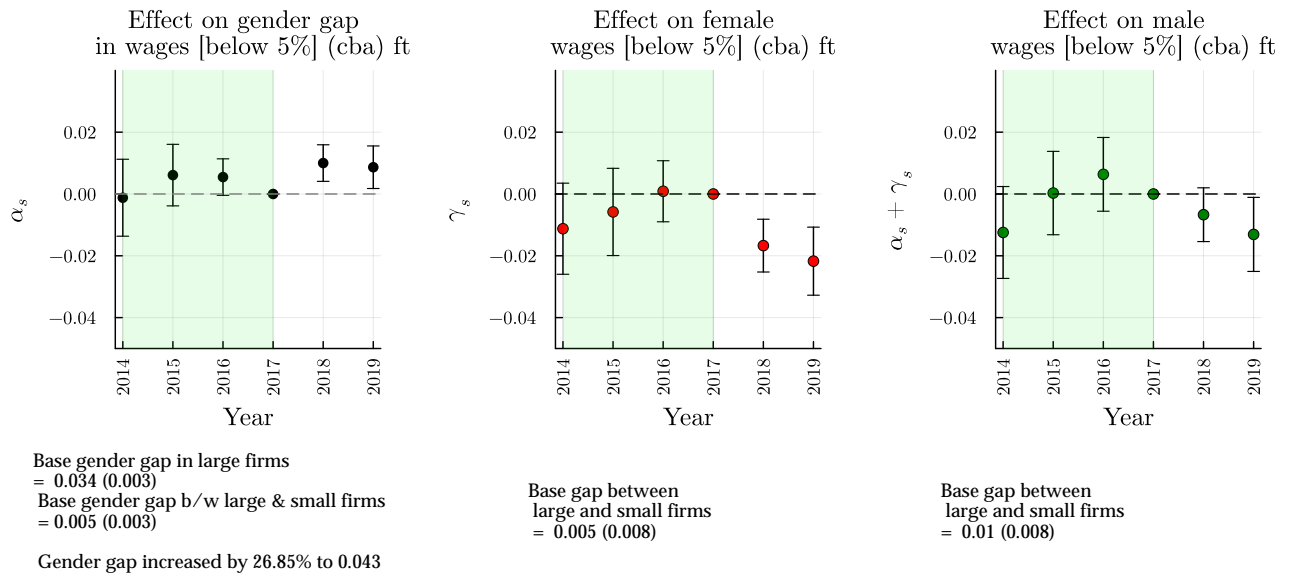 Effect on gender gap
in wages [below 5%] (cba) ft
0.02
0.00
−0.02
−0.04
α_s
2014
2015
2016
2017
2018
2019
Year
Base gender gap in large firms
= 0.034 (0.003)
Base gender gap b/w large & small firms
= 0.005 (0.003)
Gender gap increased by 26.85% to 0.043
Effect on female
wages [below 5%] (cba) ft
0.02
0.00
−0.02
−0.04
γ_s
2014
2015
2016
2017
2018
2019
Year
Base gap between
large and small firms
= 0.005 (0.008)
Effect on male
wages [below 5%] (cba) ft
0.02
0.00
−0.02
−0.04
α_s + γ_s
2014
2015
2016
2017
2018
2019
Year
Base gap between
large and small firms
= 0.01 (0.008)